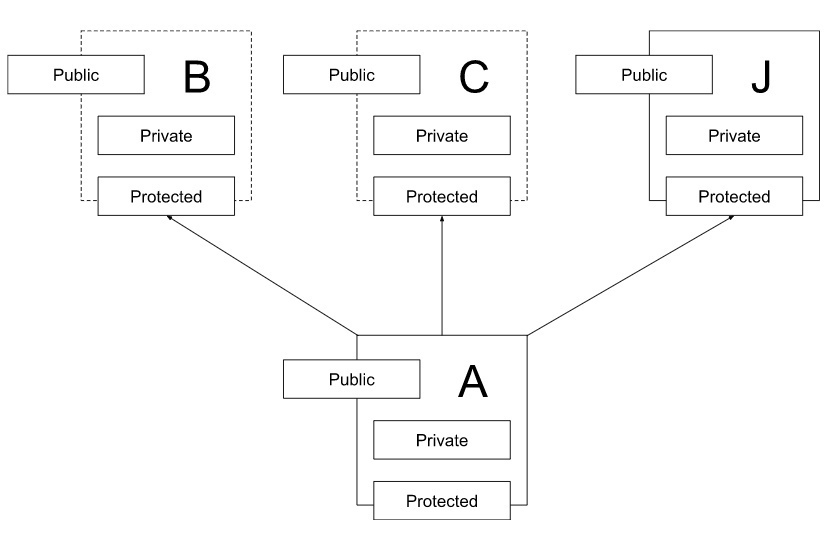 B
Public
Private
Protected
C
Public
Private
Protected
J
Public
Private
Protected
A
Public
Private
Protected